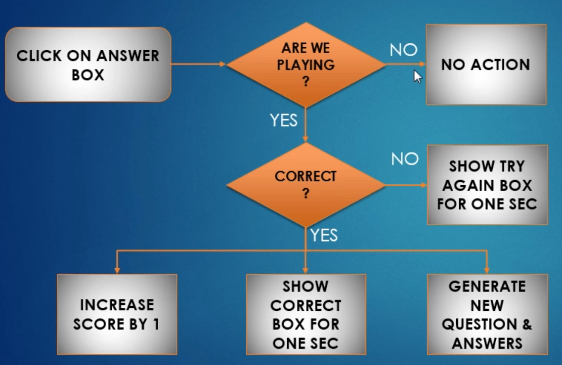 CLICK ON ANSWER
BOX
ARE WE
PLAYING
?
NO
NO ACTION
YES
CORRECT
?
NO
SHOW TRY
AGAIN BOX
FOR ONE SEC
YES
INCREASE
SCORE BY 1
SHOW
CORRECT
BOX FOR
ONE SEC
GENERATE
NEW
QUESTION &
ANSWERS